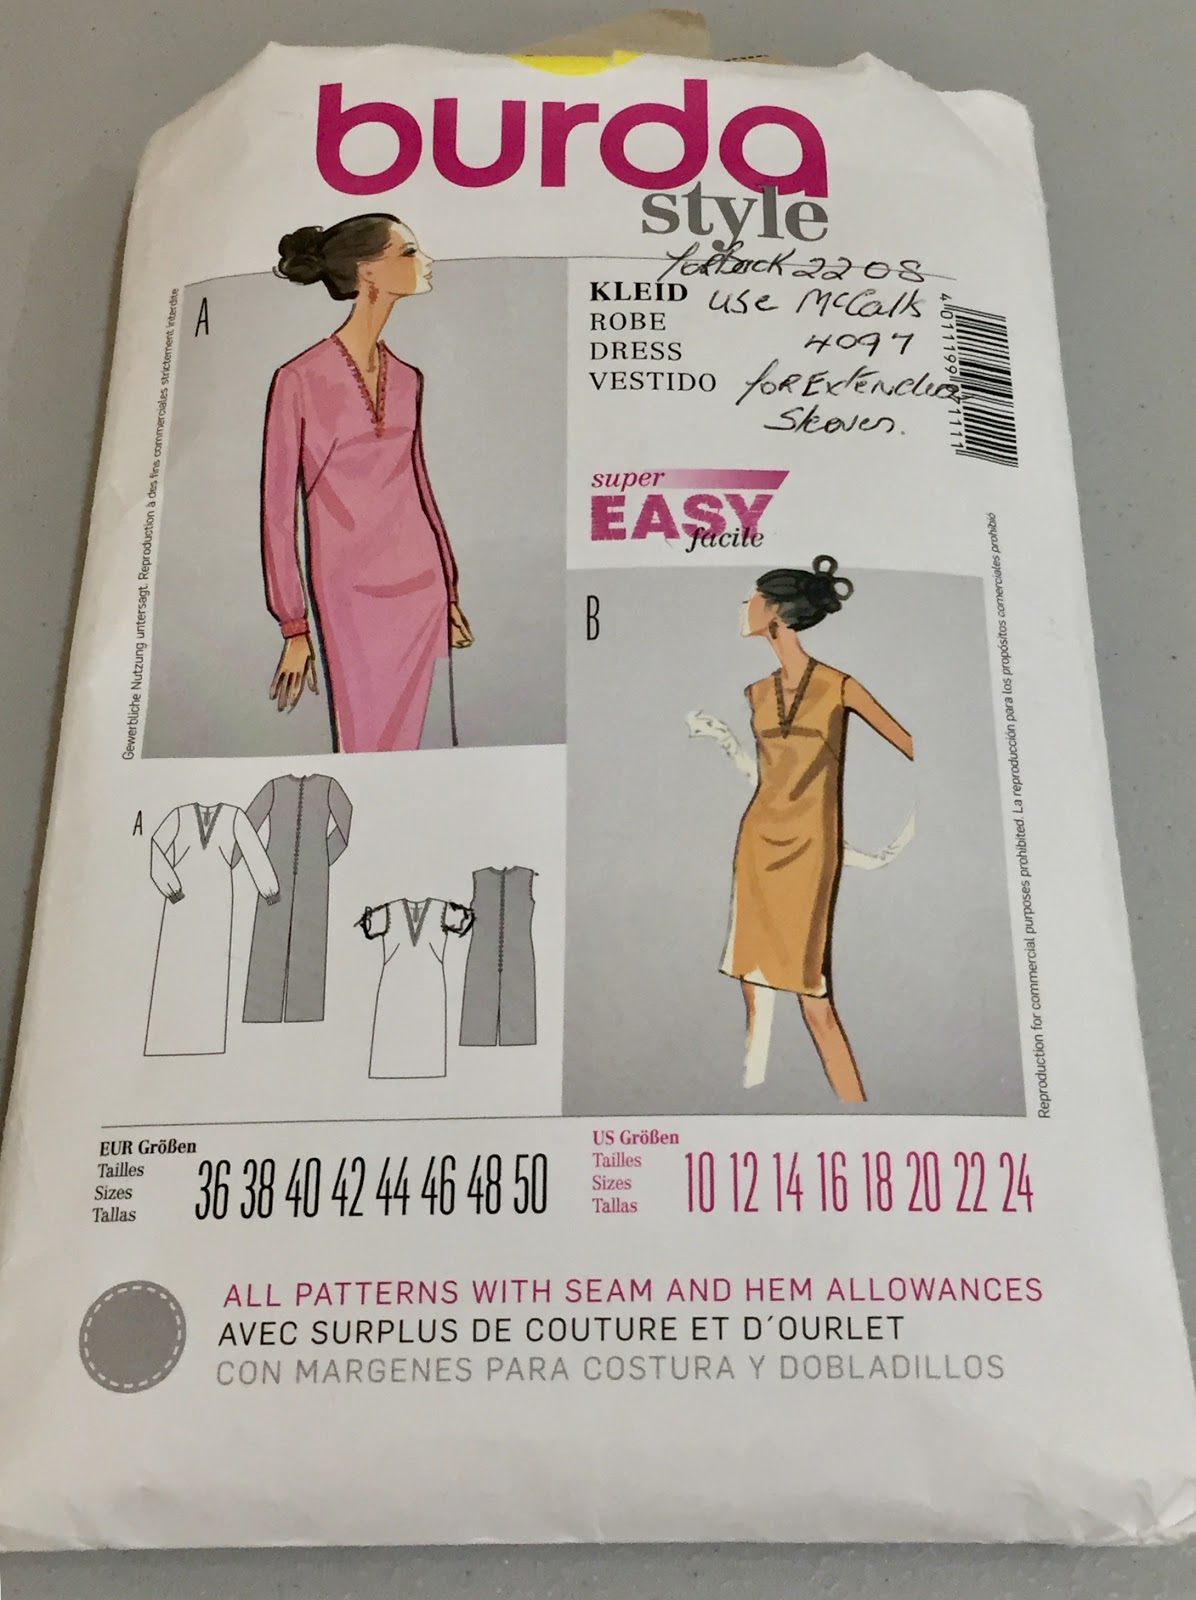 burda
style
for Back 2208
KLEID
ROBE
DRESS
VESTIDO
use McCalls
4097
for Extended
Sleeves.
4 011199 071111
super
EASY
facile
A
B
A
Gewerbliche Nutzung untersagt. Reproduction à des fins commerciales strictement interdite
Reproduction for commercial purposes prohibited. La reproducción para los propósitos comerciales prohibió
EUR Größen
Tailles
Sizes
Tallas
36 38 40 42 44 46 48 50
US Größen
Tailles
Sizes
Tallas
10 12 14 16 18 20 22 24
ALL PATTERNS WITH SEAM AND HEM ALLOWANCES
AVEC SURPLUS DE COUTURE ET D´OURLET
CON MARGENES PARA COSTURA Y DOBLADILLOS